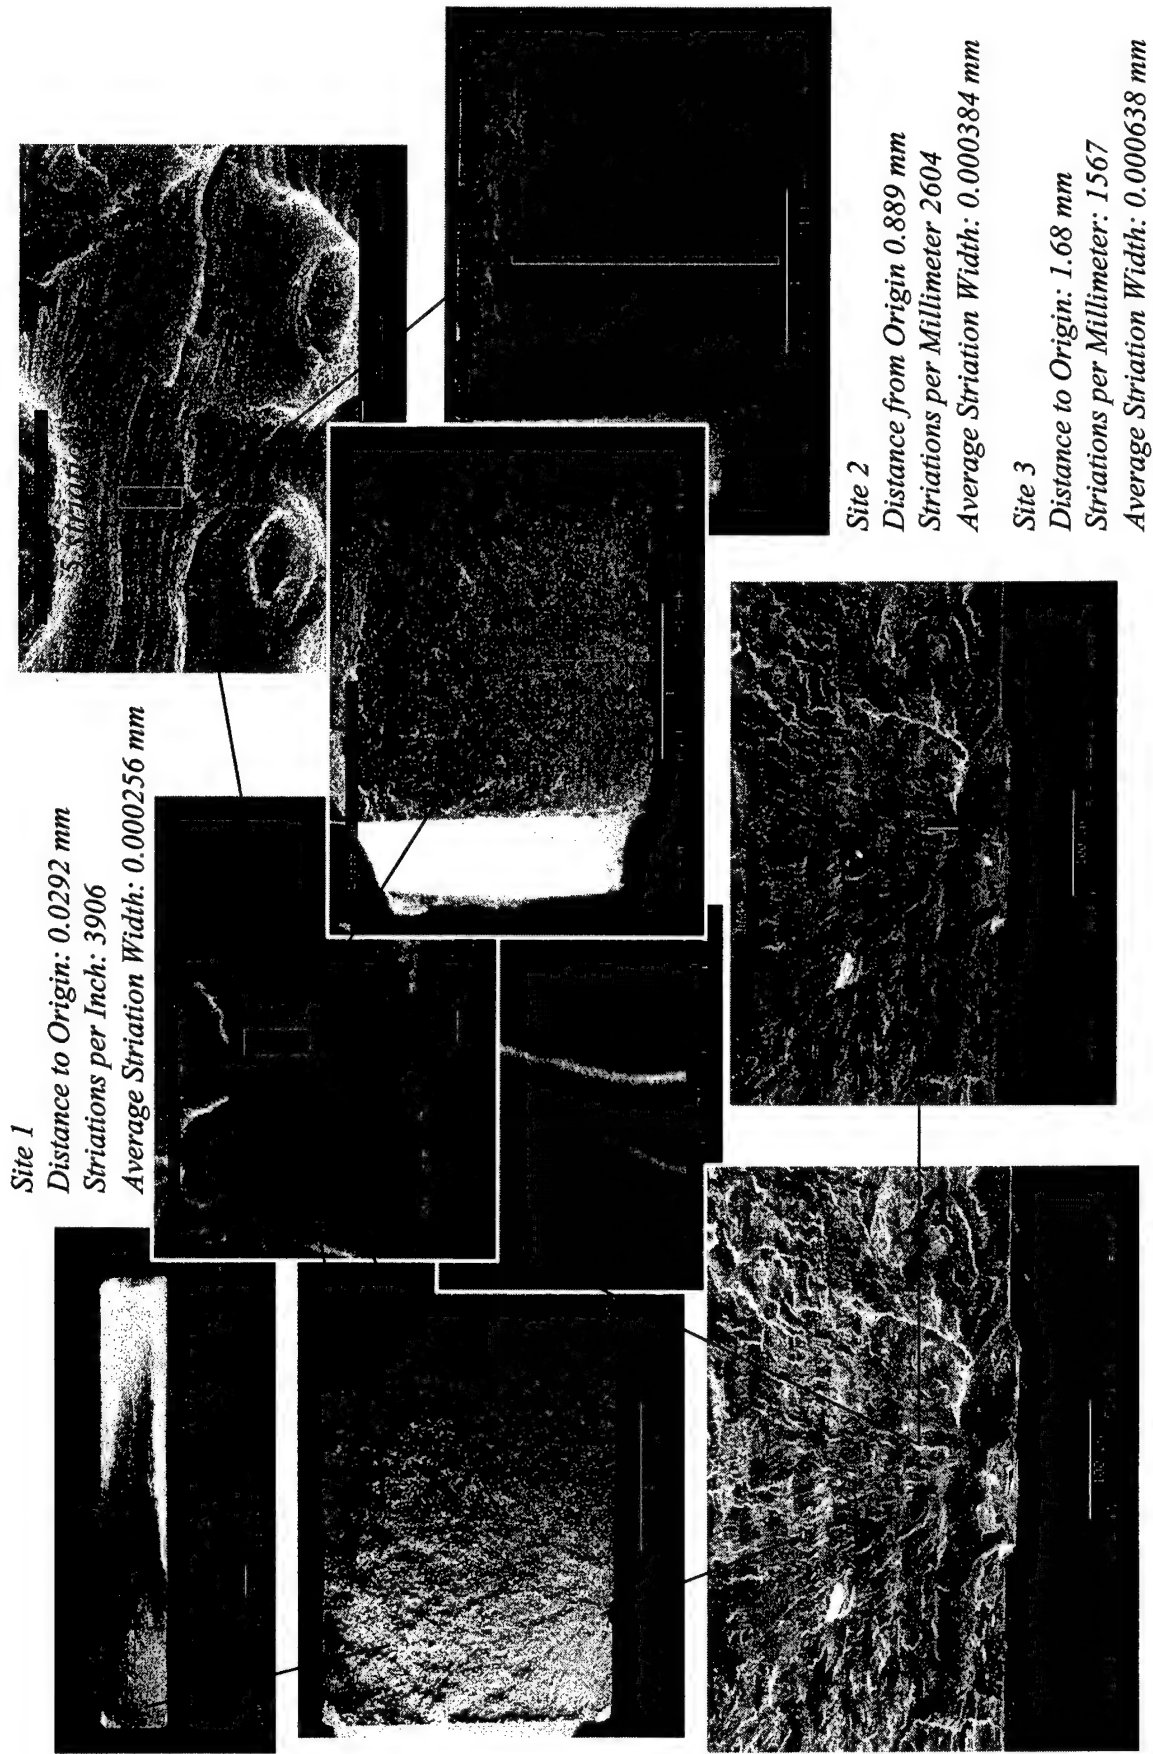 Site 1
Distance to Origin: 0.0292 mm
Striations per Inch: 3906
Average Striation Width: 0.000256 mm
Site 2
Distance from Origin 0.889 mm
Striations per Millimeter 2604
Average Striation Width: 0.000384 mm
Site 3
Distance to Origin: 1.68 mm
Striations per Millimeter: 1567
Average Striation Width: 0.000638 mm